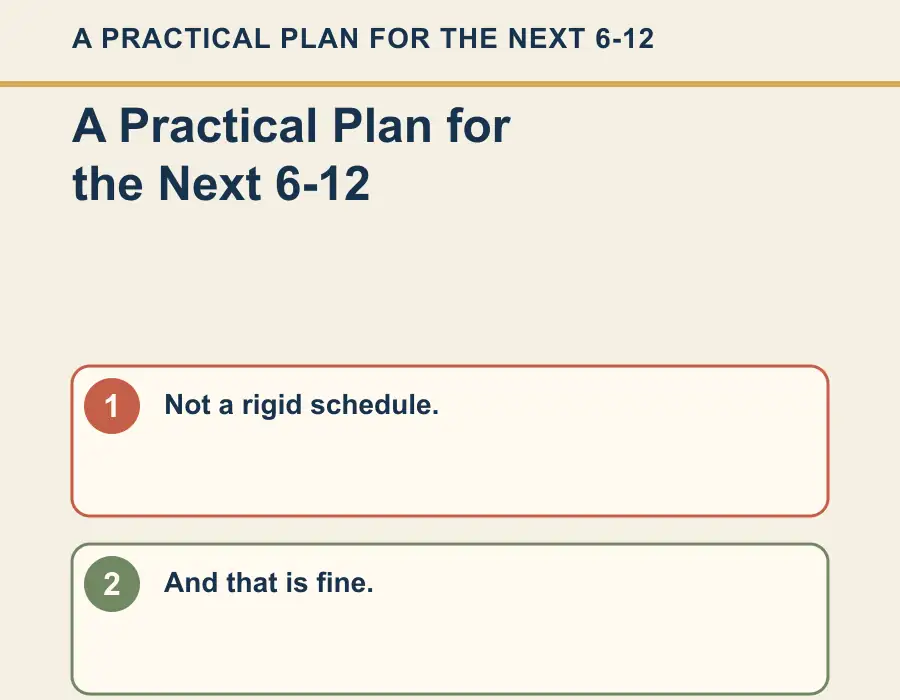 A PRACTICAL PLAN FOR THE NEXT 6-12
A Practical Plan for
the Next 6-12
1 Not a rigid schedule.
2 And that is fine.